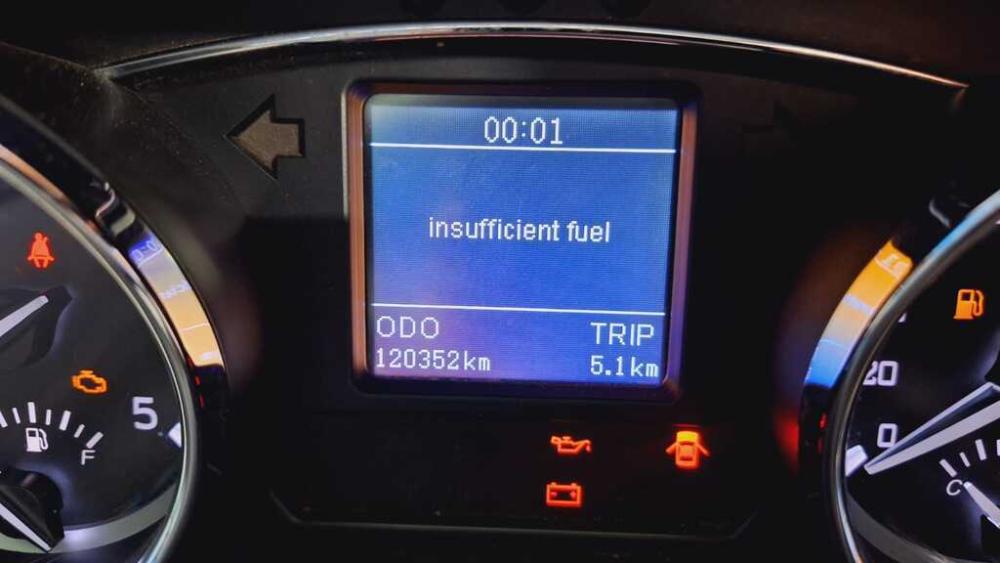 00:01
insufficient fuel
ODO TRIP
120352km 5.1km
5
F
20
0
C